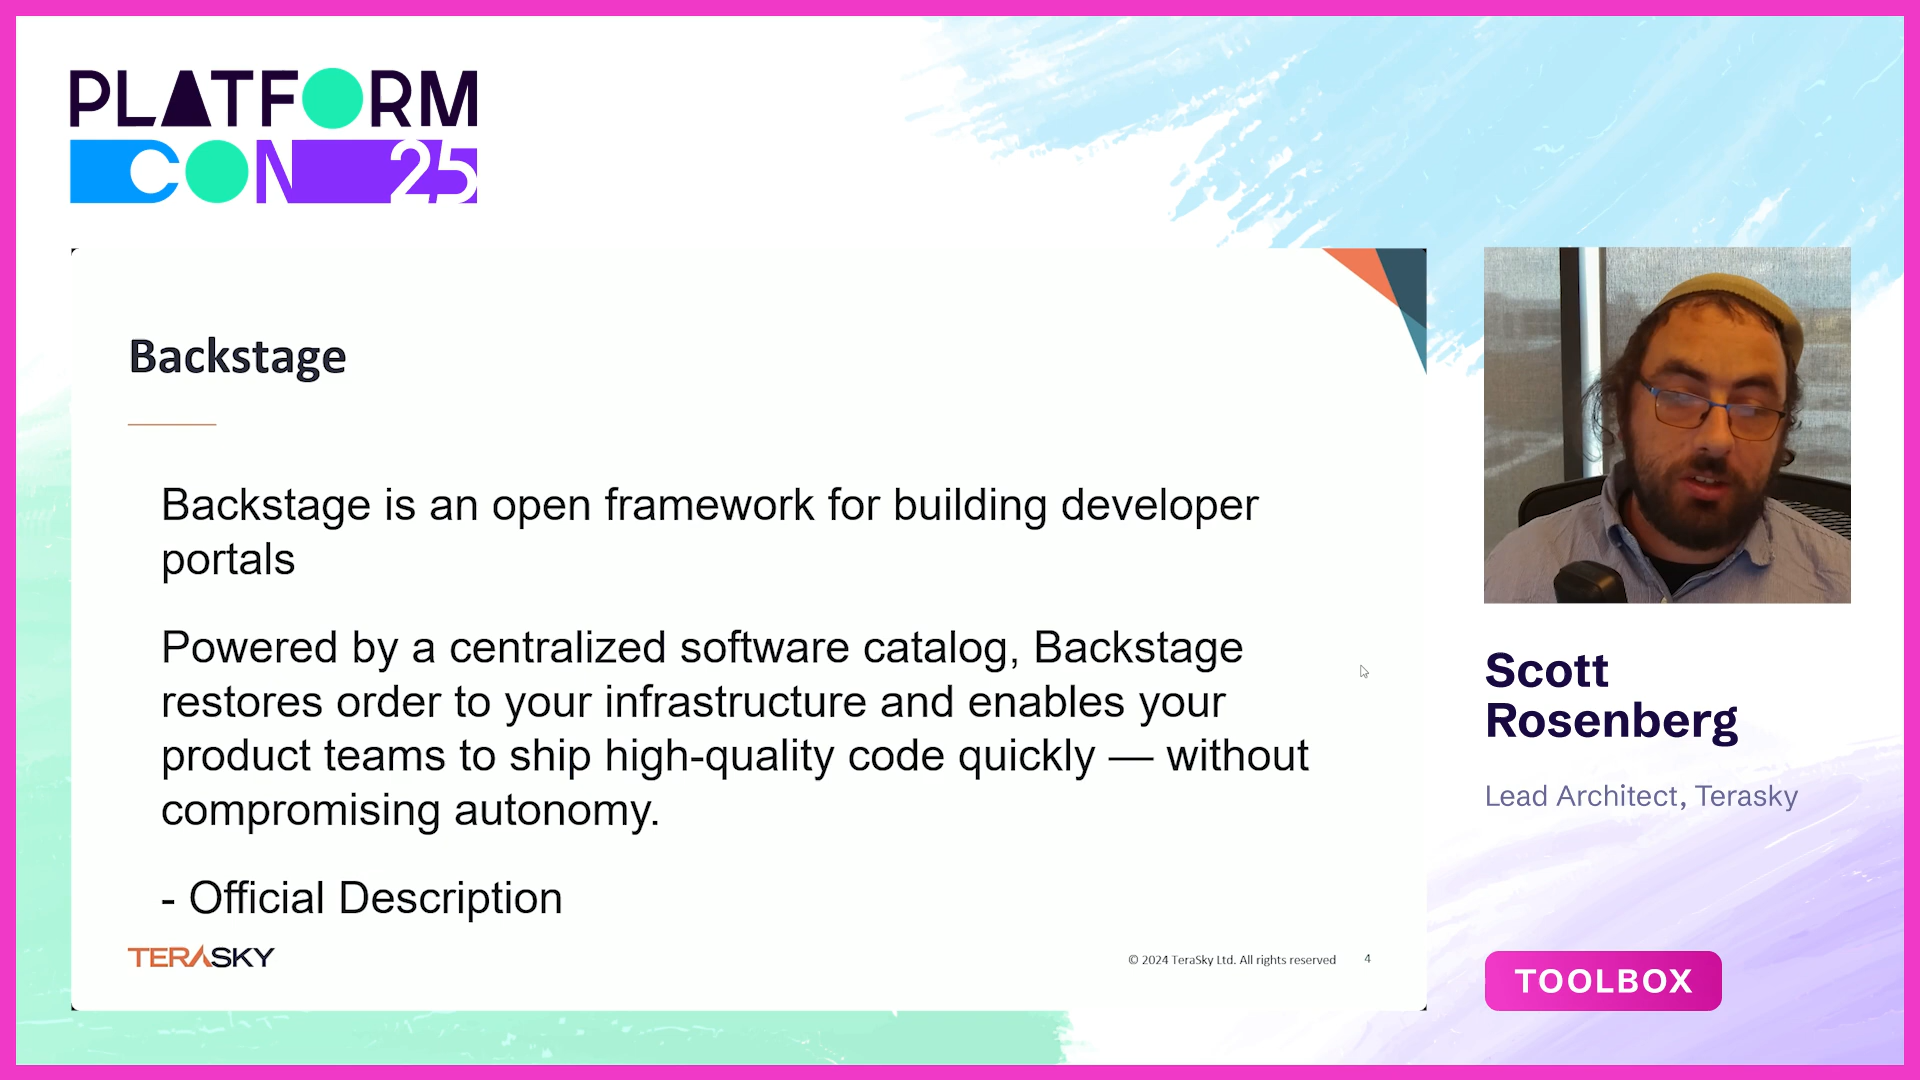 PLATFORM
CON 25
Backstage
Backstage is an open framework for building developer
portals
Powered by a centralized software catalog, Backstage
restores order to your infrastructure and enables your
product teams to ship high-quality code quickly — without
compromising autonomy.
- Official Description
TERASKY
© 2024 TeraSky Ltd. All rights reserved 4
Scott
Rosenberg
Lead Architect, Terasky
TOOLBOX